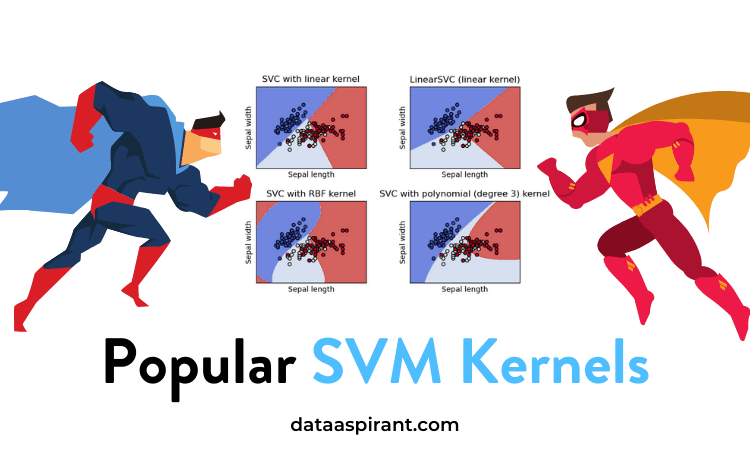 SVC with linear kernel
LinearSVC (linear kernel)
Sepal width
Sepal width
Sepal length
Sepal length
SVC with RBF kernel
SVC with polynomial (degree 3) kernel
Sepal width
Sepal width
Sepal length
Sepal length
Popular SVM Kernels
dataaspirant.com